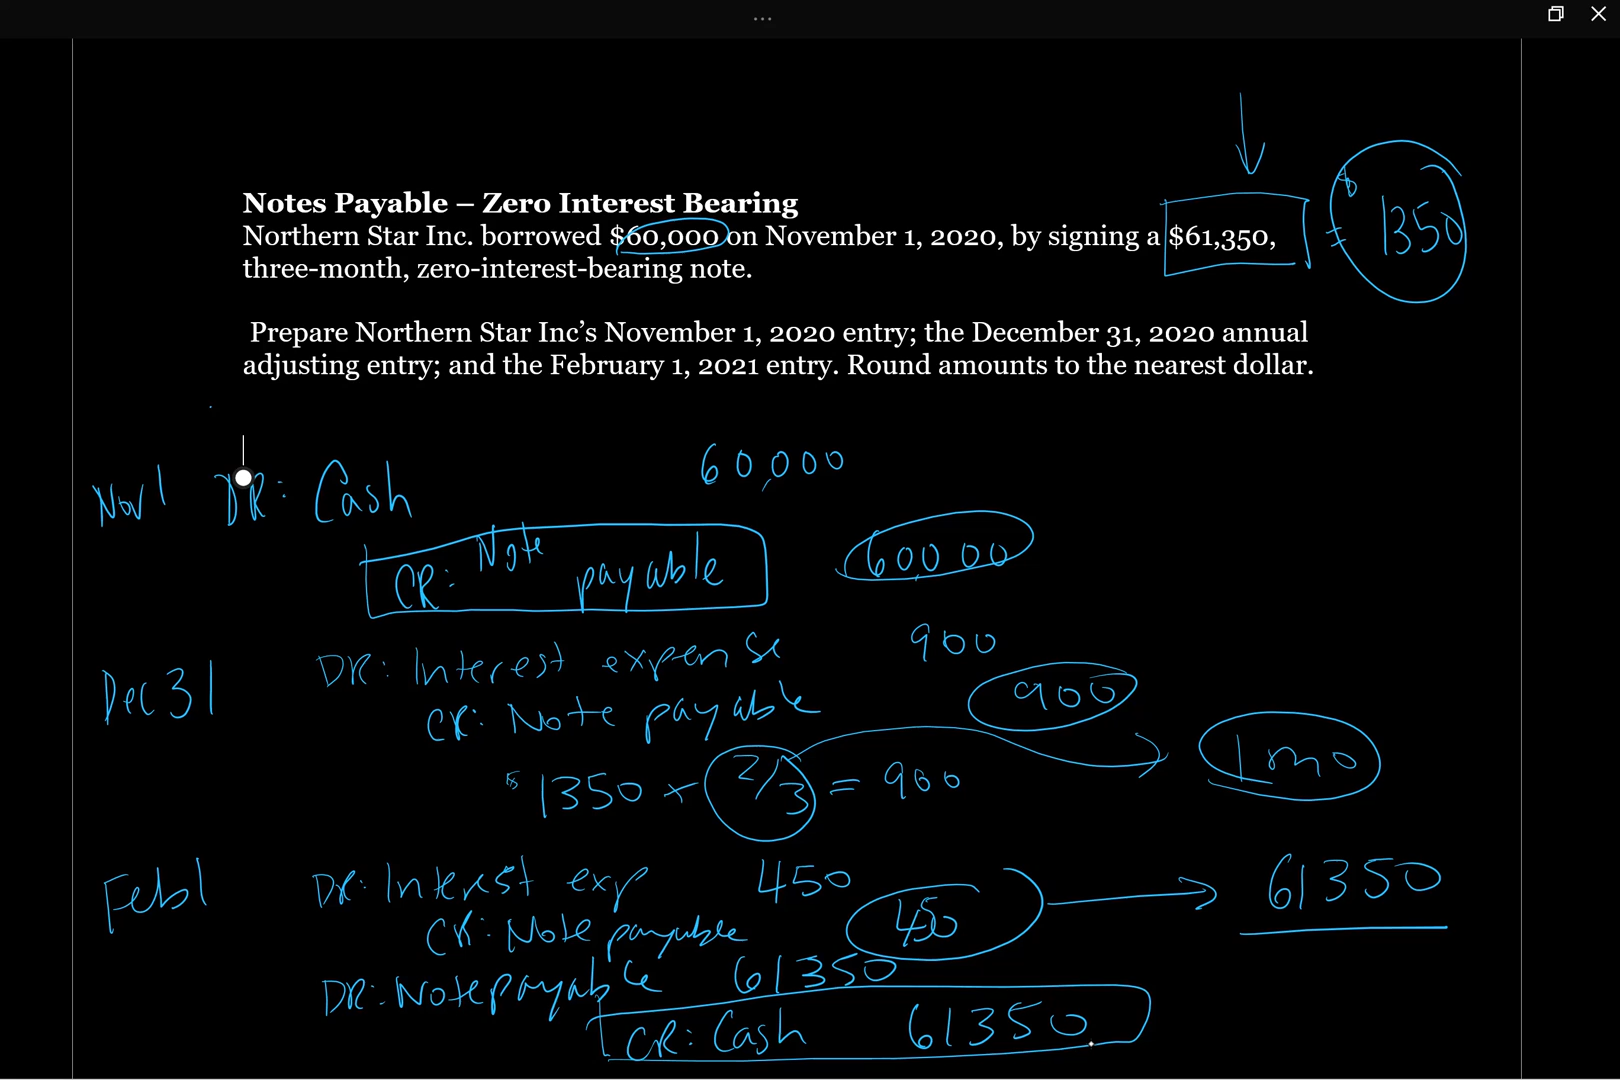 Notes Payable – Zero Interest Bearing
Northern Star Inc. borrowed $60,000 on November 1, 2020, by signing a $61,350,
three-month, zero-interest-bearing note.
= $1350
Prepare Northern Star Inc's November 1, 2020 entry; the December 31, 2020 annual
adjusting entry; and the February 1, 2021 entry. Round amounts to the nearest dollar.
Nov 1 DR: Cash 60,000
CR: Note payable 60,000
Dec 31 DR: Interest expense 900
CR: Note payable 900
$1350 × 2/3 = 900 1 mo
Feb 1 DR: Interest exp 450 61350
CR: Note payable 450
DR: Note payable 61350
CR: Cash 61350